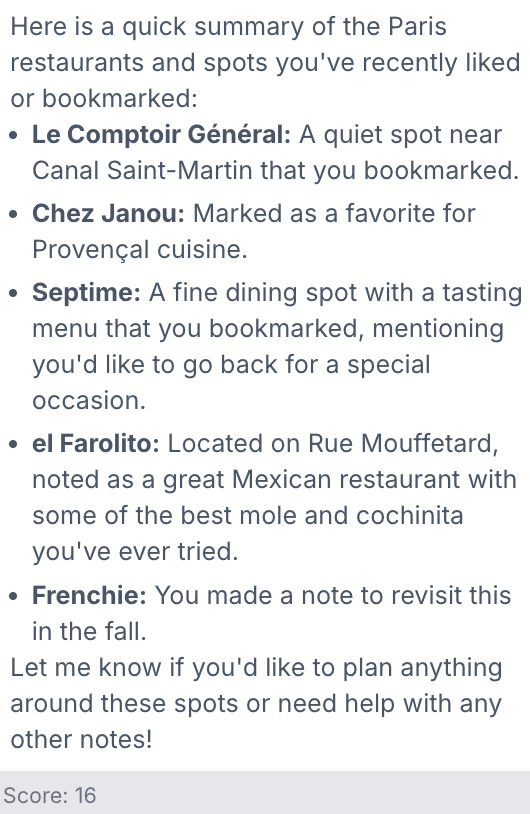 Here is a quick summary of the Paris
restaurants and spots you've recently liked
or bookmarked:
• Le Comptoir Général: A quiet spot near
Canal Saint-Martin that you bookmarked.
• Chez Janou: Marked as a favorite for
Provençal cuisine.
• Septime: A fine dining spot with a tasting
menu that you bookmarked, mentioning
you'd like to go back for a special
occasion.
• el Farolito: Located on Rue Mouffetard,
noted as a great Mexican restaurant with
some of the best mole and cochinita
you've ever tried.
• Frenchie: You made a note to revisit this
in the fall.
Let me know if you'd like to plan anything
around these spots or need help with any
other notes!
Score: 16